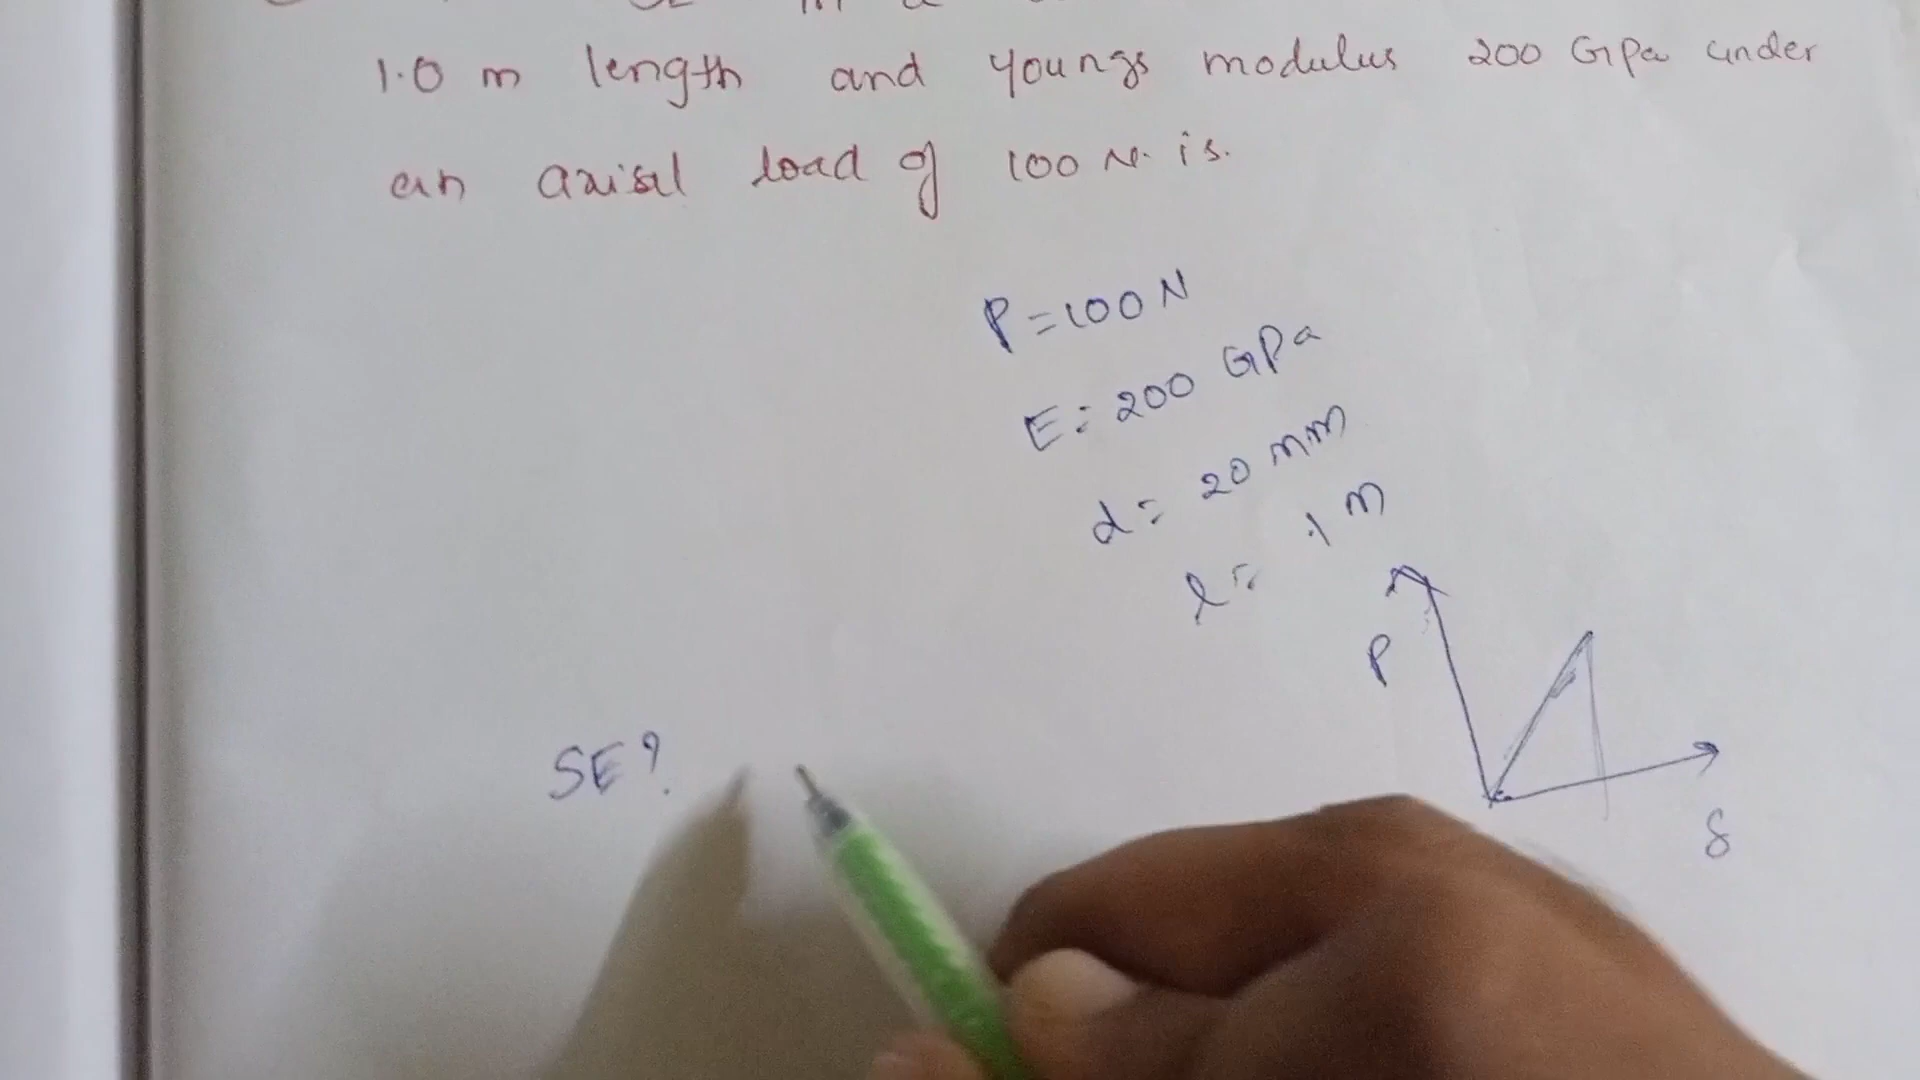 1.0 m length and youngs modulus 200 GPa under
an axial load of 100 N. is.
P = 100 N
E = 200 GPa
d = 20 mm
l = 1 m
P
SE?
δ